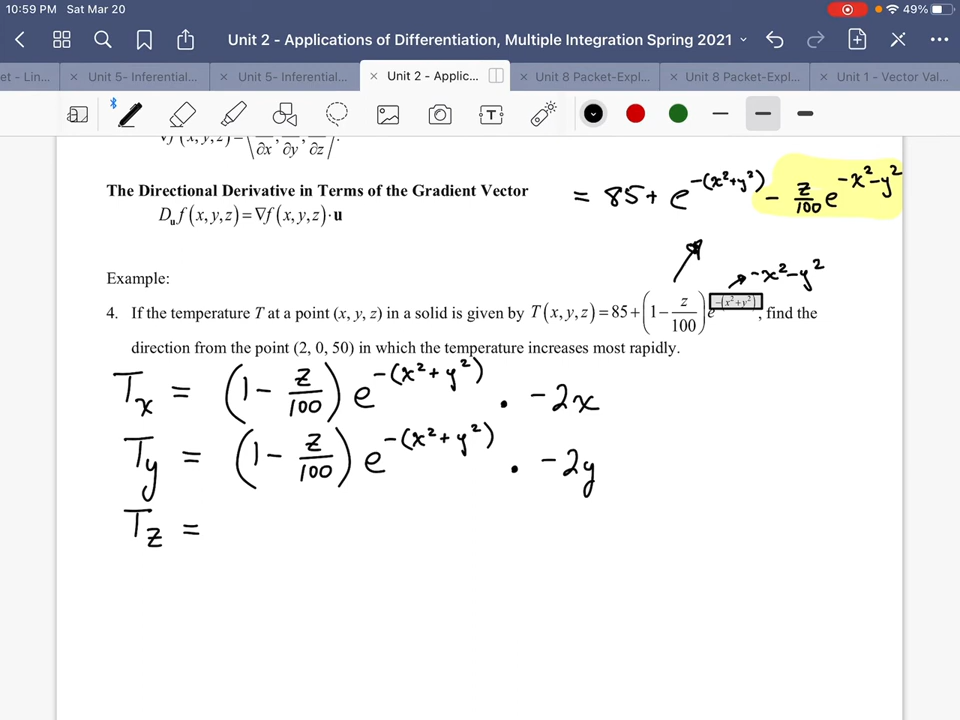 10:59 PM Sat Mar 20
49%
Unit 2 - Applications of Differentiation, Multiple Integration Spring 2021
et - Lin...
× Unit 5- Inferential...
× Unit 5- Inferential...
× Unit 2 - Applic...
× Unit 8 Packet-Expl...
× Unit 8 Packet-Expl...
× Unit 1 - Vector Val...
∇f(x,y,z)=⟨∂x, ∂y, ∂z⟩.
The Directional Derivative in Terms of the Gradient Vector
= 85 + e^{-(x²+y²)} - z/100 e^{-x²-y²}
D_u f(x,y,z)=∇f(x,y,z)·u
Example:
→ -x²-y²
4. If the temperature T at a point (x, y, z) in a solid is given by T(x,y,z)=85+(1-z/100)e^{-(x²+y²)}, find the
direction from the point (2, 0, 50) in which the temperature increases most rapidly.
T_x = (1 - z/100) e^{-(x²+y²)} · -2x
T_y = (1 - z/100) e^{-(x²+y²)} · -2y
T_z =